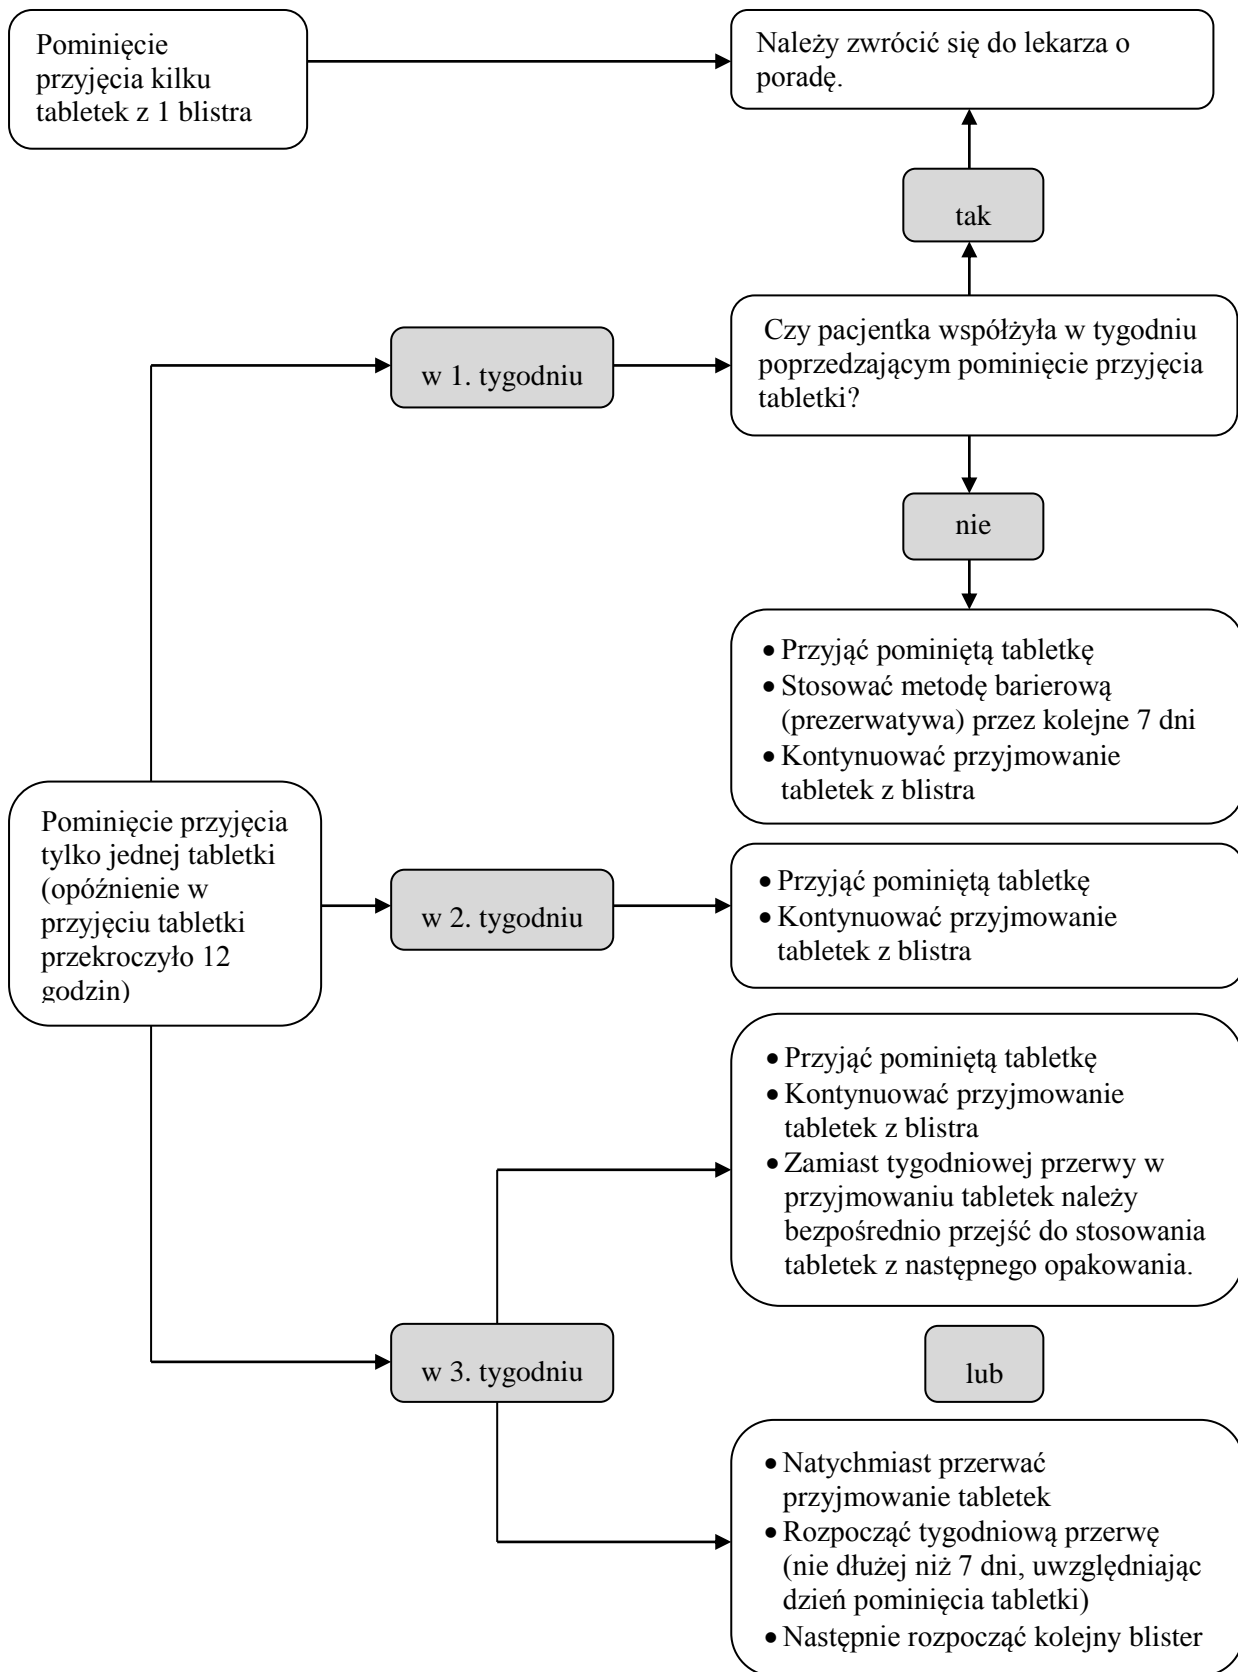 Pominięcie
przyjęcia kilku
tabletek z 1 blistra
Należy zwrócić się do lekarza o
poradę.
tak
w 1. tygodniu
Czy pacjentka współżyła w tygodniu
poprzedzającym pominięcie przyjęcia
tabletki?
nie
• Przyjąć pominiętą tabletkę
• Stosować metodę barierową
(prezerwatywa) przez kolejne 7 dni
• Kontynuować przyjmowanie
tabletek z blistra
Pominięcie przyjęcia
tylko jednej tabletki
(opóźnienie w
przyjęciu tabletki
przekroczyło 12
godzin)
w 2. tygodniu
• Przyjąć pominiętą tabletkę
• Kontynuować przyjmowanie
tabletek z blistra
• Przyjąć pominiętą tabletkę
• Kontynuować przyjmowanie
tabletek z blistra
• Zamiast tygodniowej przerwy w
przyjmowaniu tabletek należy
bezpośrednio przejść do stosowania
tabletek z następnego opakowania.
w 3. tygodniu
lub
• Natychmiast przerwać
przyjmowanie tabletek
• Rozpocząć tygodniową przerwę
(nie dłużej niż 7 dni, uwzględniając
dzień pominięcia tabletki)
• Następnie rozpocząć kolejny blister